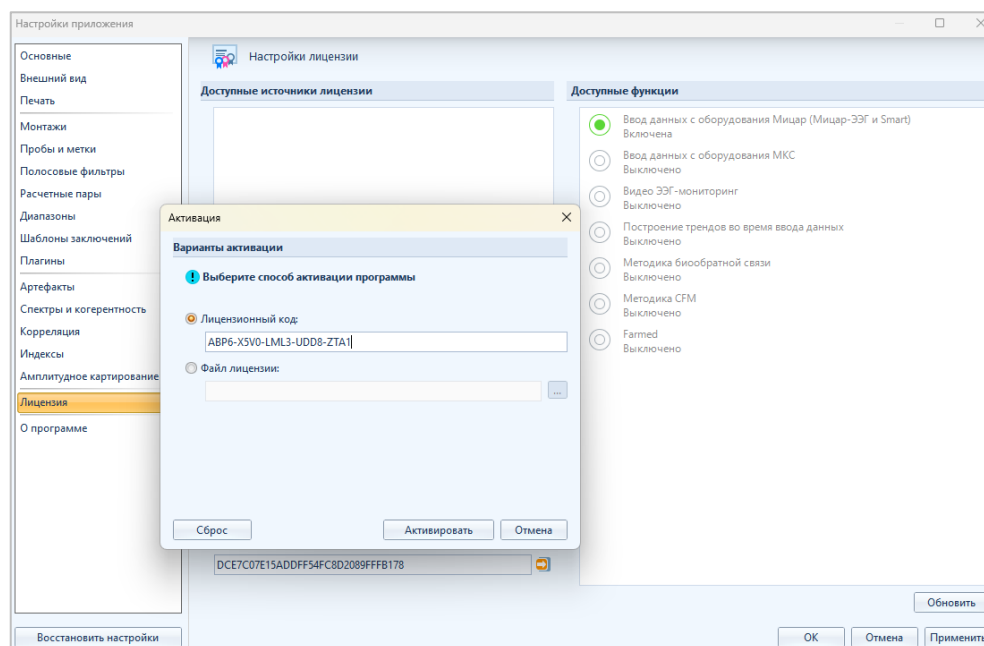 Настройки приложения
Основные
Внешний вид
Печать
Монтажи
Пробы и метки
Полосовые фильтры
Расчетные пары
Диапазоны
Шаблоны заключений
Плагины
Артефакты
Спектры и когерентность
Корреляция
Индексы
Амплитудное картирование
Лицензия
О программе
Восстановить настройки
Настройки лицензии
Доступные источники лицензии
Активация
Варианты активации
Выберите способ активации программы
Лицензионный код:
ABP6-X5V0-LML3-UDD8-ZTA1
Файл лицензии:
...
Сброс
Активировать
Отмена
DCE7C07E15ADDFF54FC8D2089FFFB178
Доступные функции
Ввод данных с оборудования Мицар (Мицар-ЭЭГ и Smart)
Включена
Ввод данных с оборудования МКС
Выключено
Видео ЭЭГ-мониторинг
Выключено
Построение трендов во время ввода данных
Выключено
Методика биообратной связи
Выключено
Методика CFM
Выключено
Farmed
Выключено
Обновить
OK
Отмена
Применить